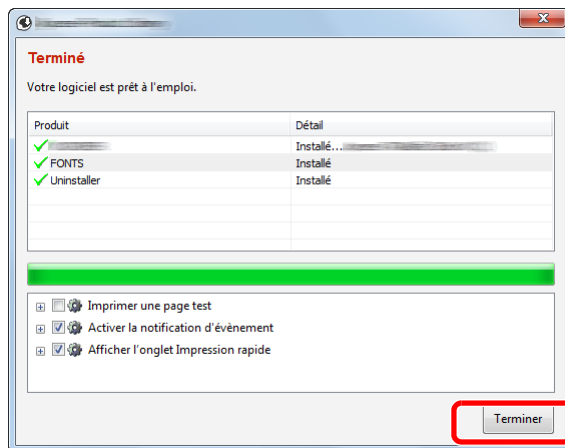 Terminé
Votre logiciel est prêt à l'emploi.
Produit Détail
Installé...
FONTS Installé
Uninstaller Installé
Imprimer une page test
Activer la notification d'évènement
Afficher l'onglet Impression rapide
Terminer